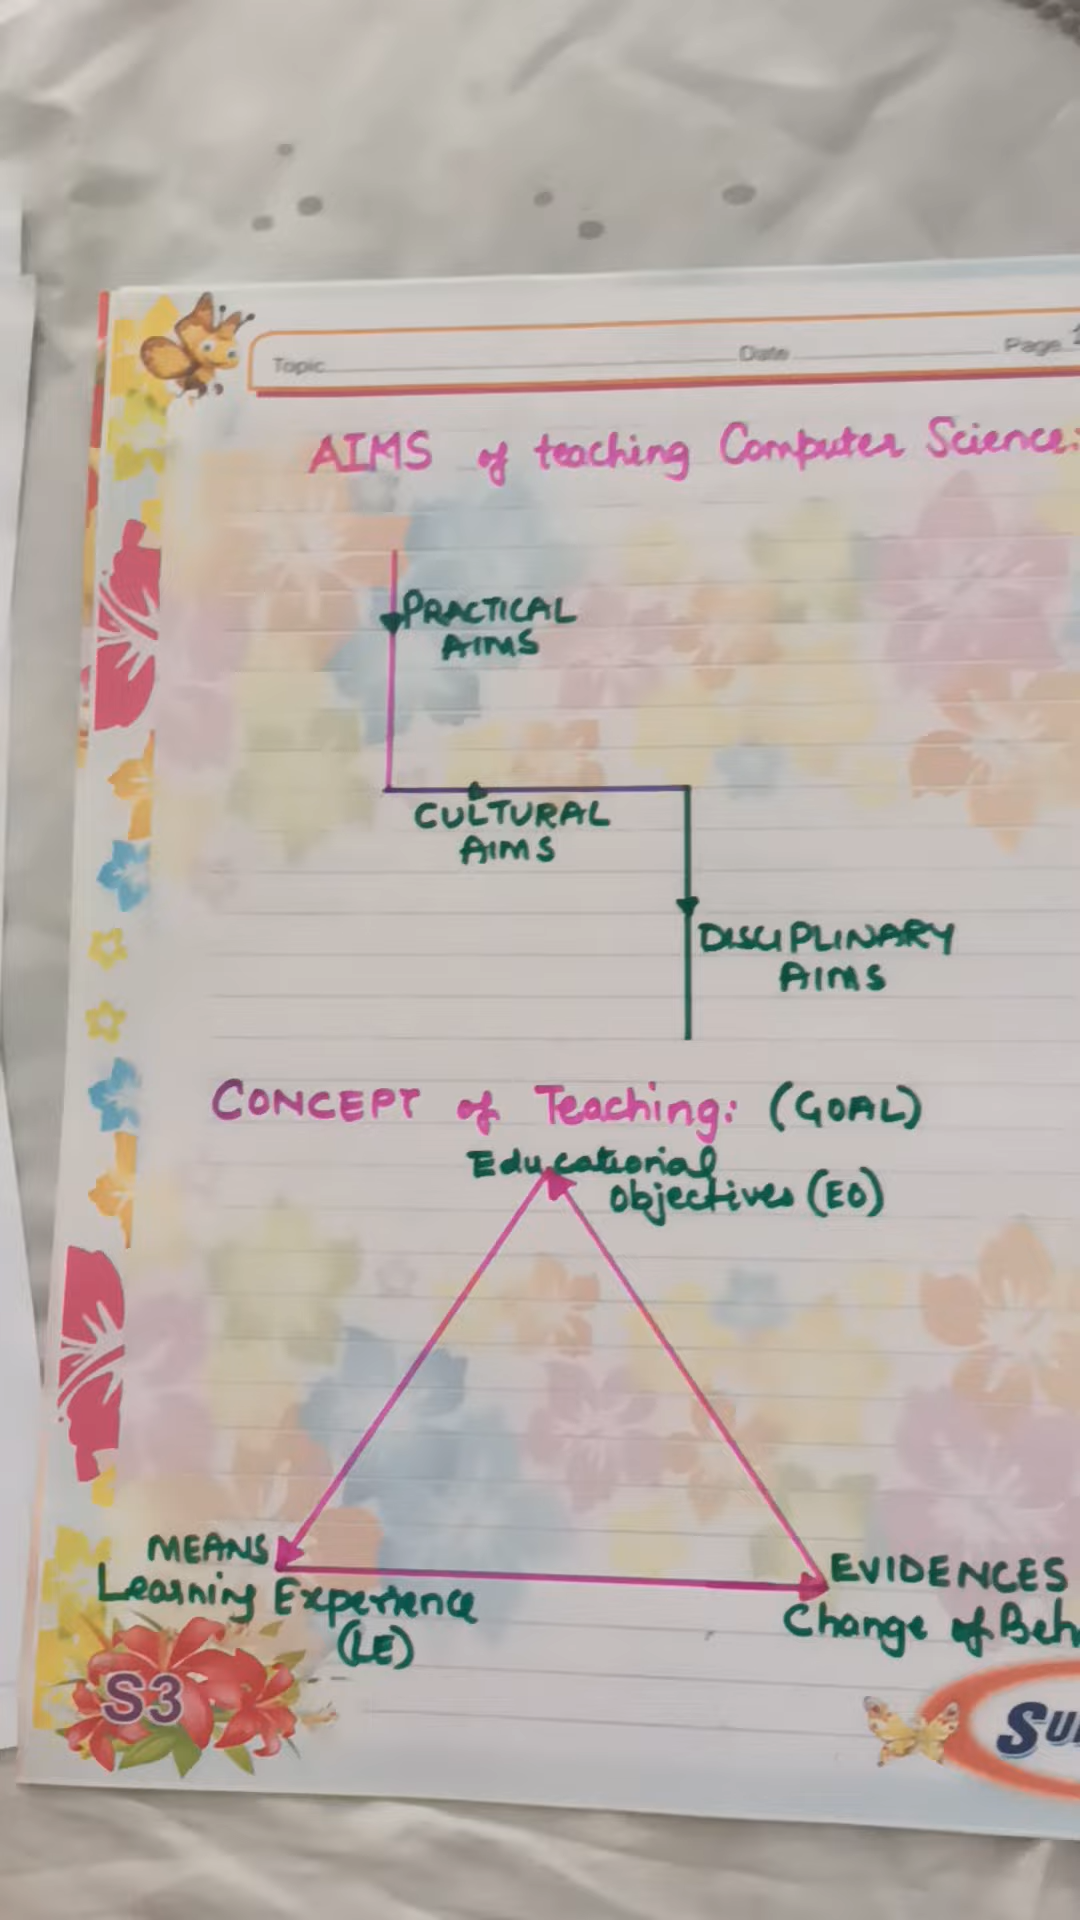 Topic Date Page
AIMS of teaching Computer Science:
PRACTICAL
AIMS
CULTURAL
AIMS
DISCIPLINARY
AIMS
CONCEPT of Teaching: (GOAL)
Educational
Objectives (EO)
MEANS
Learning Experience
(LE)
EVIDENCES
Change of Beh
S3